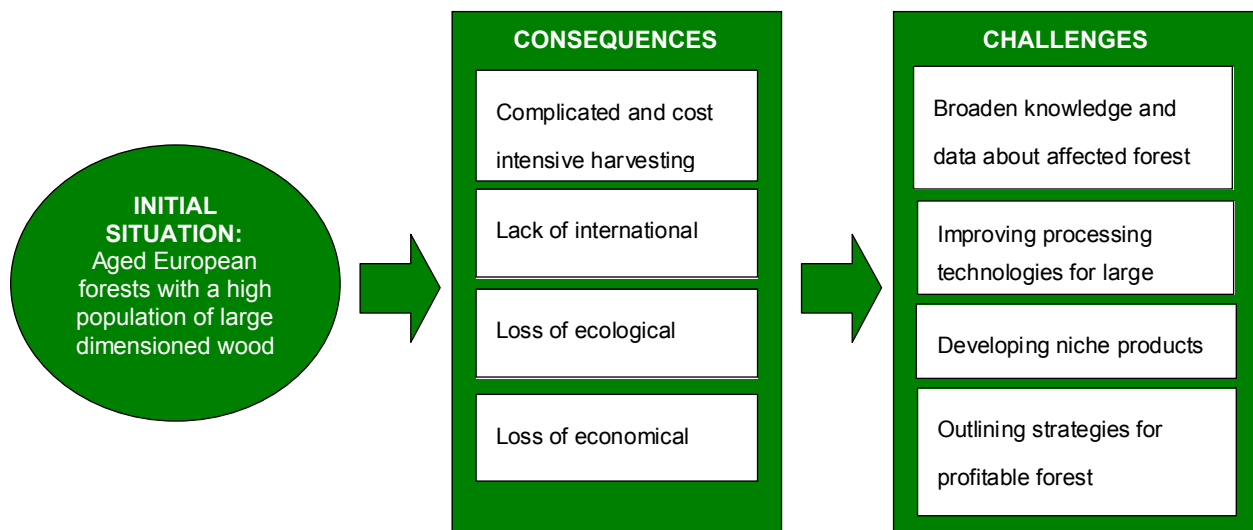 INITIAL
SITUATION:
Aged European
forests with a high
population of large
dimensioned wood
CONSEQUENCES
Complicated and cost
intensive harvesting
Lack of international
Loss of ecological
Loss of economical
CHALLENGES
Broaden knowledge and
data about affected forest
Improving processing
technologies for large
Developing niche products
Outlining strategies for
profitable forest